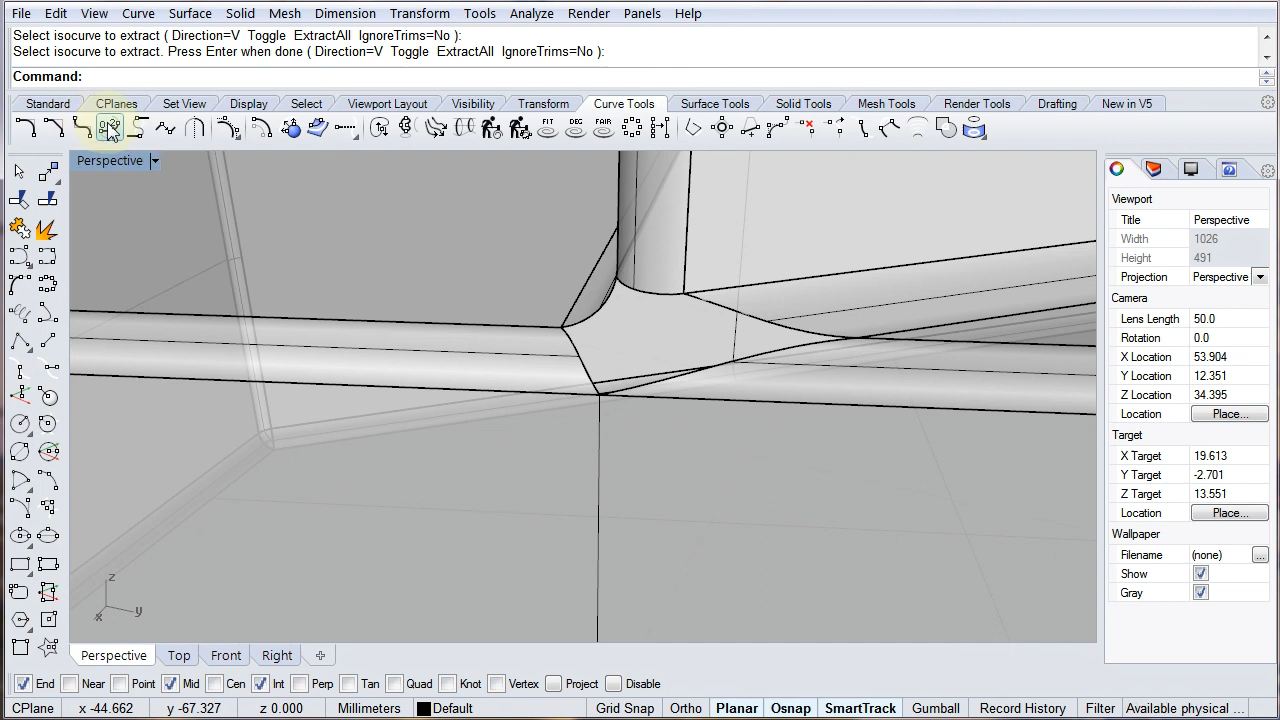 File Edit View Curve Surface Solid Mesh Dimension Transform Tools Analyze Render Panels Help
Select isocurve to extract ( Direction=V Toggle ExtractAll IgnoreTrims=No ):
Select isocurve to extract. Press Enter when done ( Direction=V Toggle ExtractAll IgnoreTrims=No ):
Command:
Standard CPlanes Set View Display Select Viewport Layout Visibility Transform Curve Tools Surface Tools Solid Tools Mesh Tools Render Tools Drafting New in V5
FIT DEG FAIR
Perspective
Viewport
Title Perspective
Width 1026
Height 491
Projection Perspective
Camera
Lens Length 50.0
Rotation 0.0
X Location 53.904
Y Location 12.351
Z Location 34.395
Location Place...
Target
X Target 19.613
Y Target -2.701
Z Target 13.551
Location Place...
Wallpaper
Filename (none) ...
Show
Gray
z
y
x
Perspective Top Front Right
End Near Point Mid Cen Int Perp Tan Quad Knot Vertex Project Disable
CPlane x -44.662 y -67.327 z 0.000 Millimeters Default Grid Snap Ortho Planar Osnap SmartTrack Gumball Record History Filter Available physical ...